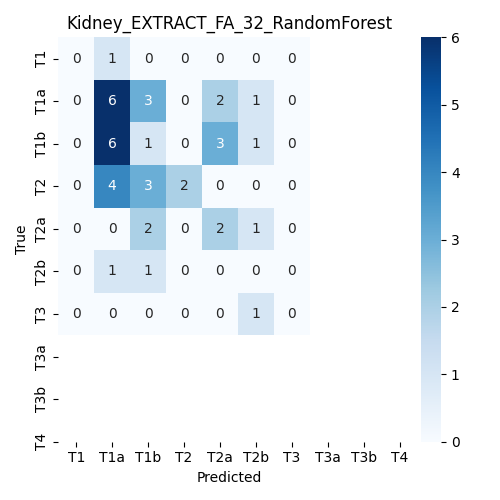 Kidney_EXTRACT_FA_32_RandomForest
T1 0 1 0 0 0 0 0
T1a 0 6 3 0 2 1 0
T1b 0 6 1 0 3 1 0
T2 0 4 3 2 0 0 0
T2a 0 0 2 0 2 1 0
T2b 0 1 1 0 0 0 0
T3 0 0 0 0 0 1 0
T3a
T3b
T4
True
T1 T1a T1b T2 T2a T2b T3 T3a T3b T4
Predicted
6
5
4
3
2
1
0